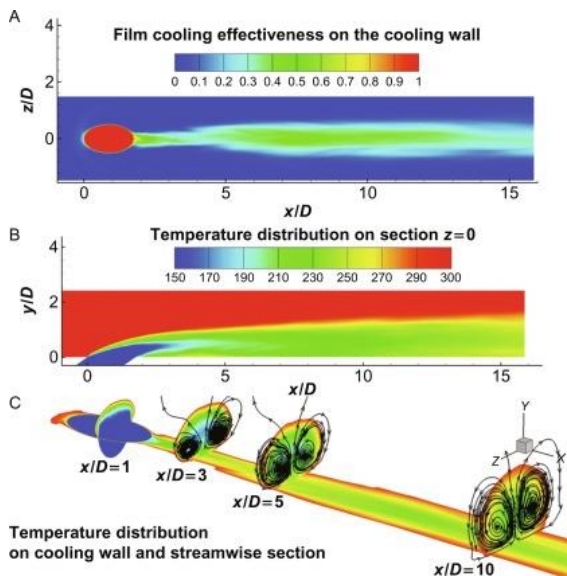 A
Film cooling effectiveness on the cooling wall
0 0.1 0.2 0.3 0.4 0.5 0.6 0.7 0.8 0.9 1
4
2
0
z/D
0 5 10 15
x/D
B
Temperature distribution on section z=0
150 170 190 210 230 250 270 290 300
4
2
0
y/D
0 5 10 15
x/D
C
x/D=1
x/D=3
x/D=5
x/D=10
Y
Z X
Temperature distribution
on cooling wall and streamwise section